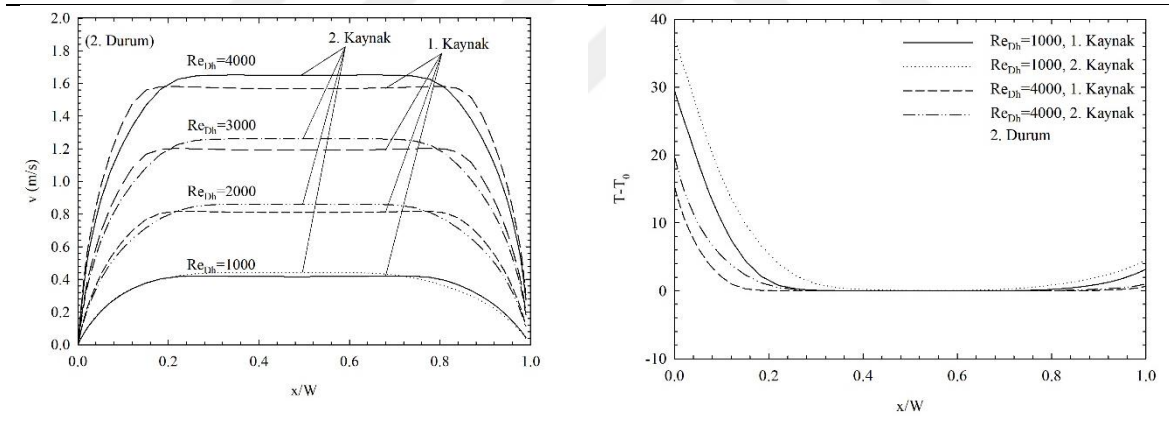 2.0
1.8
1.6
1.4
1.2
1.0
0.8
0.6
0.4
0.2
0.0
v (m/s)
(2. Durum)
2. Kaynak
1. Kaynak
Re_Dh=4000
Re_Dh=3000
Re_Dh=2000
Re_Dh=1000
0.0 0.2 0.4 0.6 0.8 1.0
x/W
40
30
20
10
0
-10
T-T_0
Re_Dh=1000, 1. Kaynak
Re_Dh=1000, 2. Kaynak
Re_Dh=4000, 1. Kaynak
Re_Dh=4000, 2. Kaynak
2. Durum
0.0 0.2 0.4 0.6 0.8 1.0
x/W